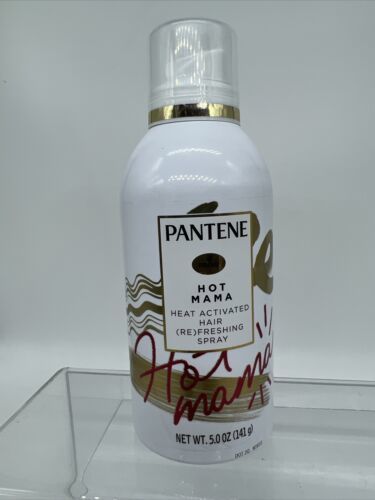 PANTENE
HOT
MAMA
HEAT ACTIVATED
HAIR
(RE)FRESHING
SPRAY
Hot
mama
NET WT. 5.0 OZ (141 g)